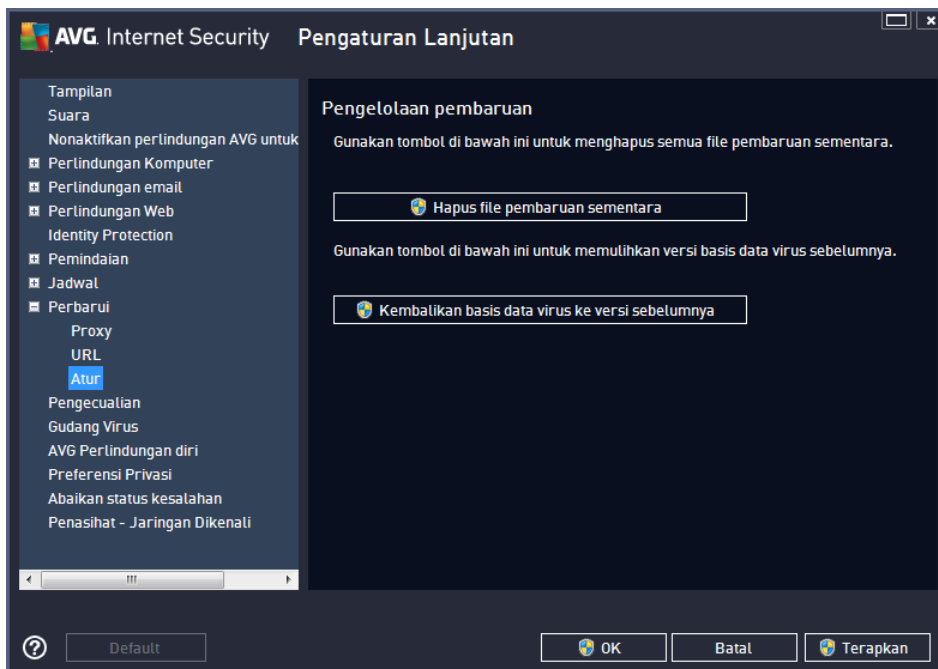 AVG. Internet Security Pengaturan Lanjutan
Tampilan
Suara
Nonaktifkan perlindungan AVG untuk
Perlindungan Komputer
Perlindungan email
Perlindungan Web
Identity Protection
Pemindaian
Jadwal
Perbarui
Proxy
URL
Atur
Pengecualian
Gudang Virus
AVG Perlindungan diri
Preferensi Privasi
Abaikan status kesalahan
Penasihat - Jaringan Dikenali
Pengelolaan pembaruan
Gunakan tombol di bawah ini untuk menghapus semua file pembaruan sementara.
Hapus file pembaruan sementara
Gunakan tombol di bawah ini untuk memulihkan versi basis data virus sebelumnya.
Kembalikan basis data virus ke versi sebelumnya
Default
OK
Batal
Terapkan